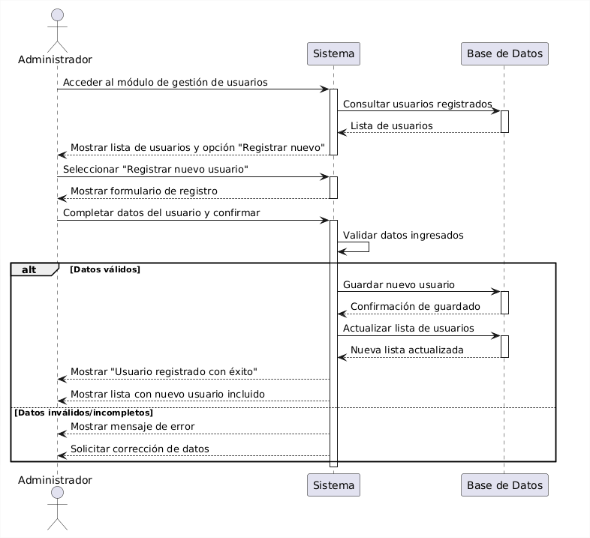 Administrador
Sistema
Base de Datos
Acceder al módulo de gestión de usuarios
Consultar usuarios registrados
Lista de usuarios
Mostrar lista de usuarios y opción "Registrar nuevo"
Seleccionar "Registrar nuevo usuario"
Mostrar formulario de registro
Completar datos del usuario y confirmar
Validar datos ingresados
alt
[Datos válidos]
Guardar nuevo usuario
Confirmación de guardado
Actualizar lista de usuarios
Nueva lista actualizada
Mostrar "Usuario registrado con éxito"
Mostrar lista con nuevo usuario incluido
[Datos inválidos/incompletos]
Mostrar mensaje de error
Solicitar corrección de datos
Administrador
Sistema
Base de Datos